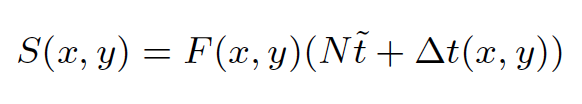 S(x, y) = F(x, y)(Nt̃ + Δt(x, y))